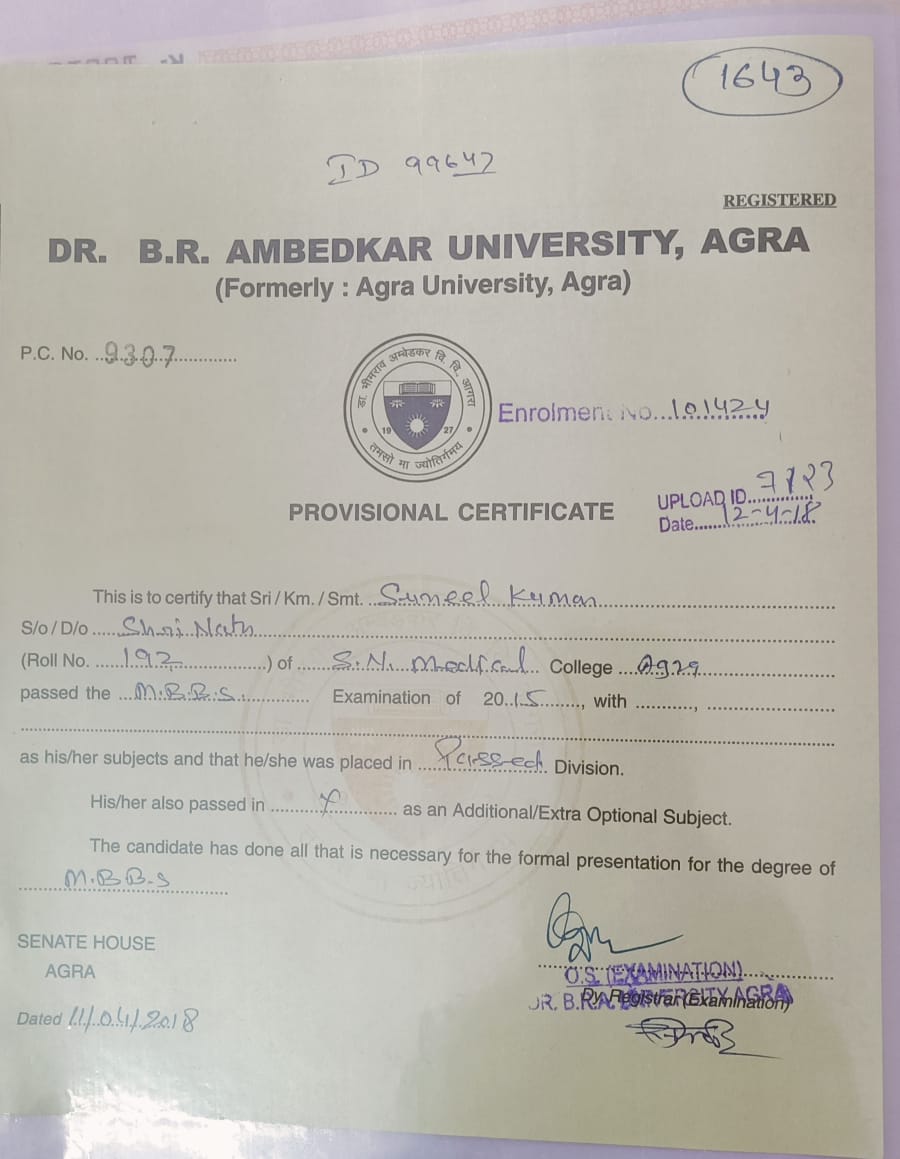 1643
ID 99647
REGISTERED
DR. B.R. AMBEDKAR UNIVERSITY, AGRA
(Formerly : Agra University, Agra)
P.C. No. ..9307.............
डा. भीमराव अम्बेडकर वि. वि., आगरा
19 27
तमसो मा ज्योतिर्गमय
Enrolment No...101424
PROVISIONAL CERTIFICATE
UPLOAD ID...7123
Date......12-4-18
This is to certify that Sri / Km. / Smt. ..Suneel Kumar
S/o / D/o .....Shri Nath
(Roll No. .....192..............) of ......S.N. Medical... College ...Agra
passed the ...M.B.B.S............. Examination of 20..15......., with ..........., ......................
as his/her subjects and that he/she was placed in ....Passed.... Division.
His/her also passed in .........x............ as an Additional/Extra Optional Subject.
The candidate has done all that is necessary for the formal presentation for the degree of
M.B.B.S
SENATE HOUSE
AGRA
O.S. (EXAMINATION)
Dy. Registrar (Examination)
DR. B.R.A. UNIVERSITY, AGRA
Dated 11/04/2018